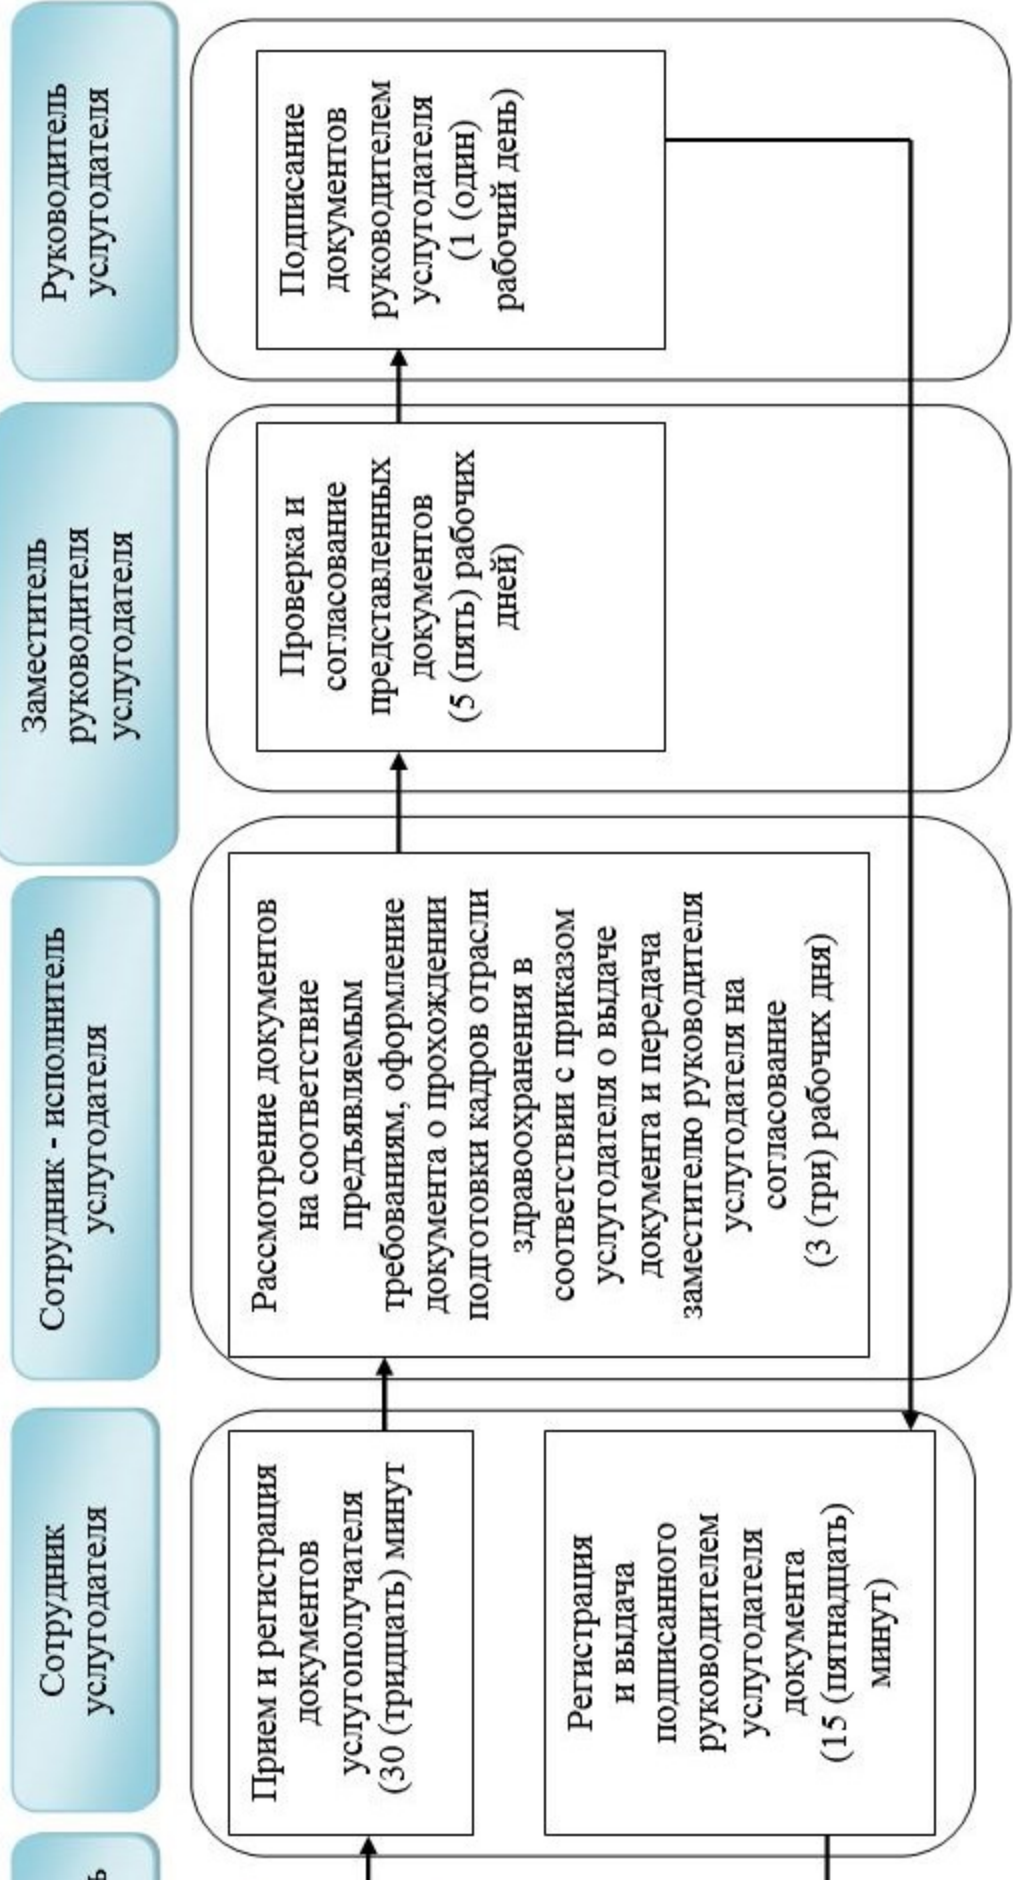 ь
Сотрудник
услугодателя
Сотрудник - исполнитель
услугодателя
Заместитель
руководителя
услугодателя
Руководитель
услугодателя
Прием и регистрация
документов
услугополучателя
(30 (тридцать) минут
Рассмотрение документов
на соответствие
предъявляемым
требованиям, оформление
документа о прохождении
подготовки кадров отрасли
здравоохранения в
соответствии с приказом
услугодателя о выдаче
документа и передача
заместителю руководителя
услугодателя на
согласование
(3 (три) рабочих дня)
Проверка и
согласование
представленных
документов
(5 (пять) рабочих
дней)
Подписание
документов
руководителем
услугодателя
(1 (один)
рабочий день)
Регистрация
и выдача
подписанного
руководителем
услугодателя
документа
(15 (пятнадцать)
минут)